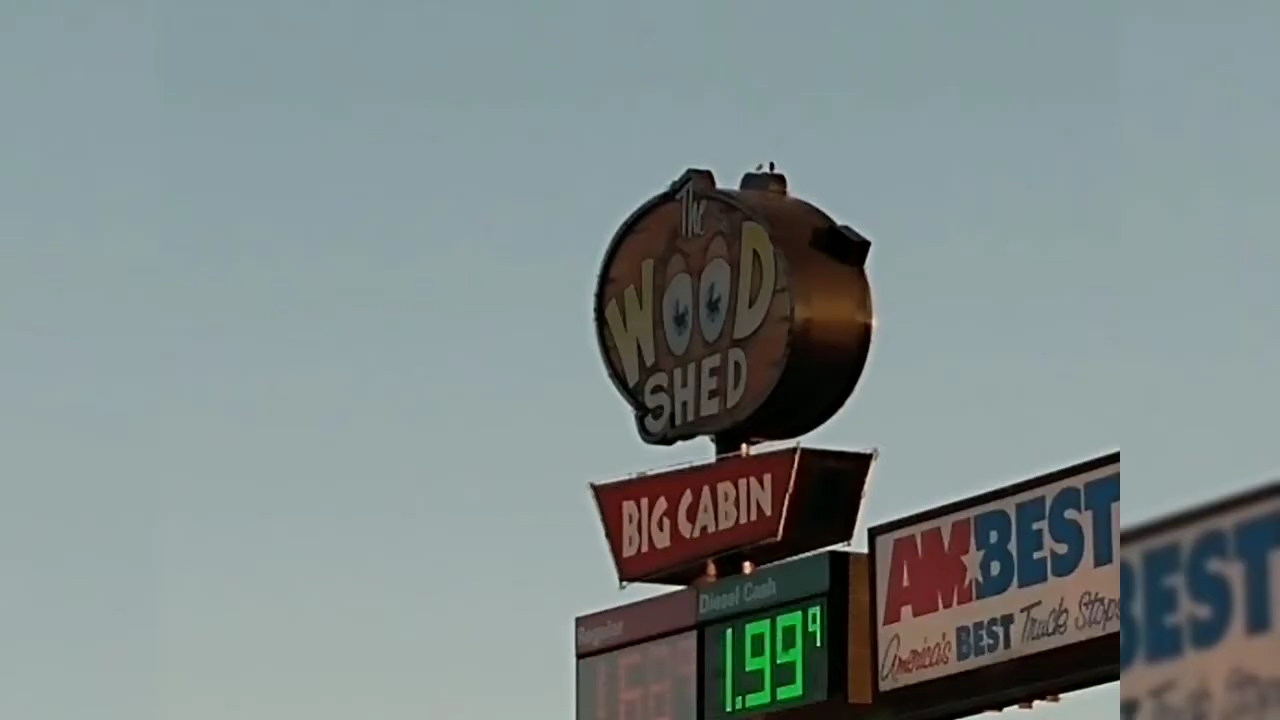 The
WOOD
SHED
BIG CABIN
AMBEST
America's BEST Truck Stops
Diesel Cash
Regular
1.99 9
BEST